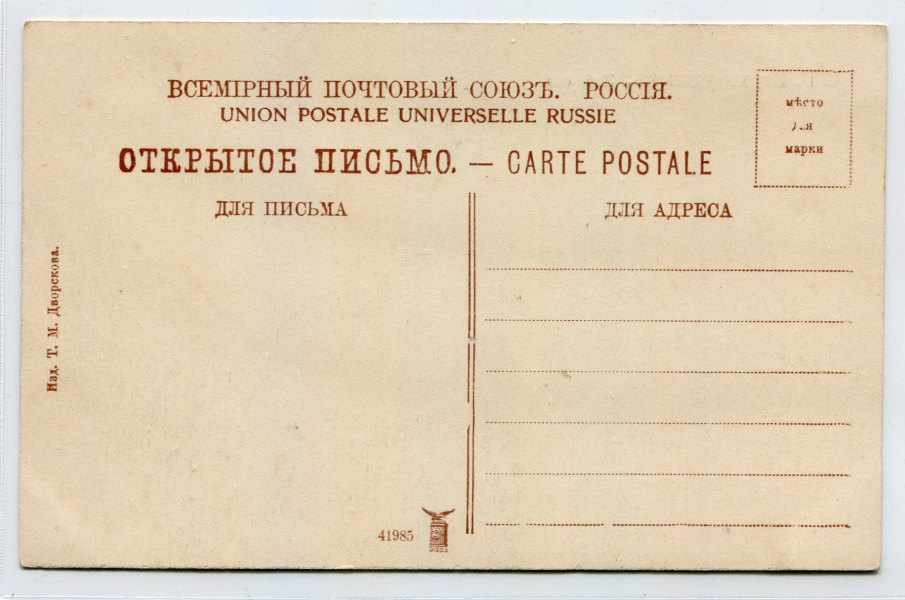 ВСЕМІРНЫЙ ПОЧТОВЫЙ СОЮЗЪ. РОССІЯ.
UNION POSTALE UNIVERSELLE RUSSIE
ОТКРЫТОЕ ПИСЬМО. — CARTE POSTALE
мѣсто
для
марки
ДЛЯ ПИСЬМА
ДЛЯ АДРЕСА
Изд. Т. М. Дворскова.
41985